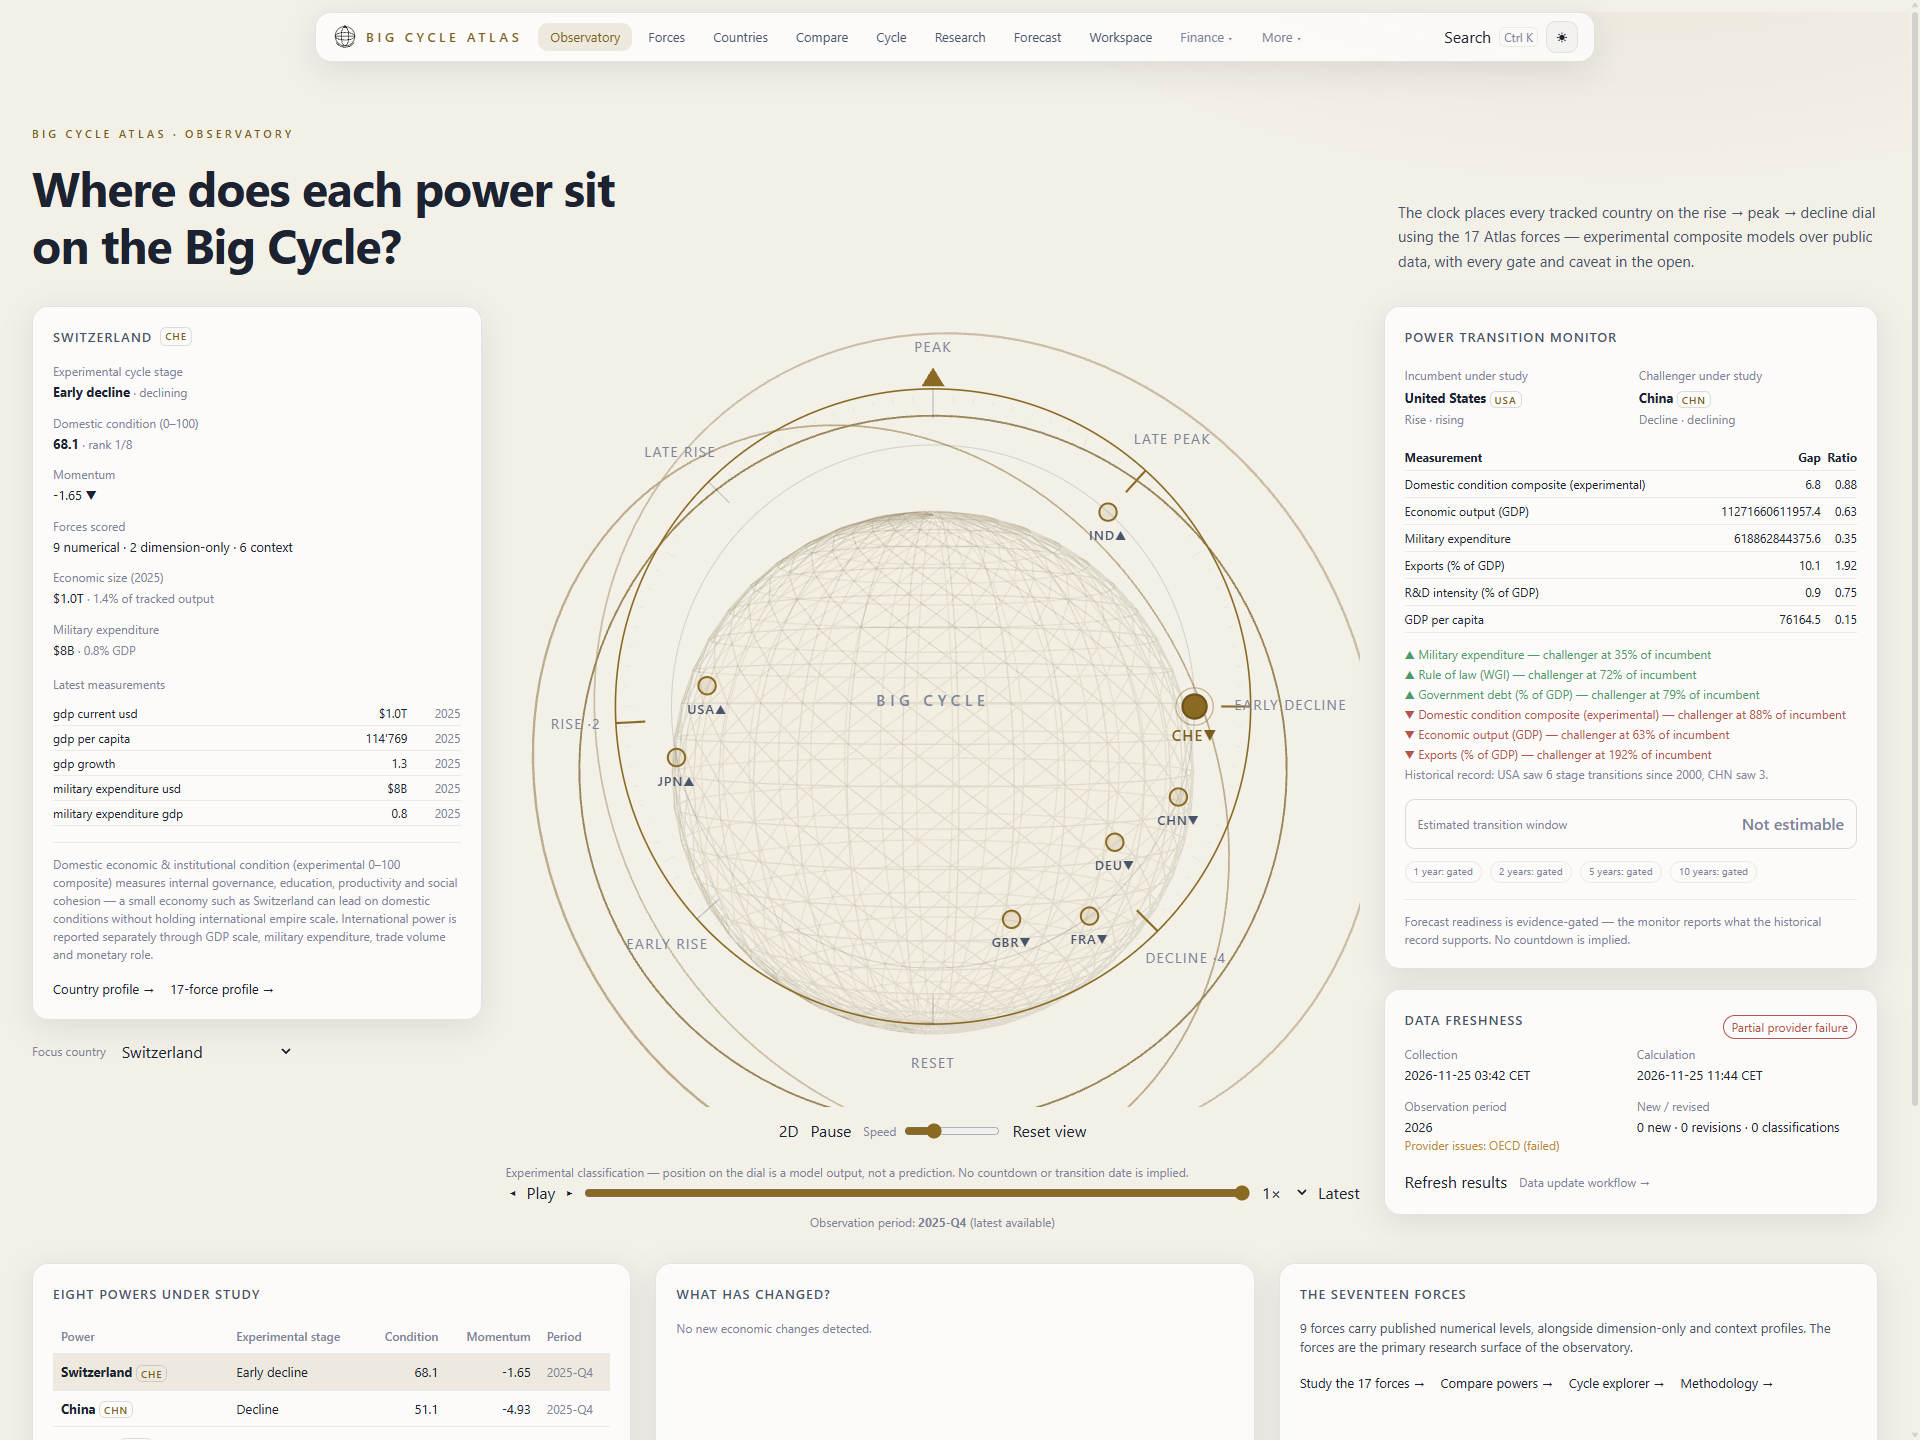 BIG CYCLE ATLAS
Observatory
Forces
Countries
Compare
Cycle
Research
Forecast
Workspace
Finance
More
Search Ctrl K
BIG CYCLE ATLAS · OBSERVATORY
Where does each power sit
on the Big Cycle?
The clock places every tracked country on the rise → peak → decline dial
using the 17 Atlas forces — experimental composite models over public
data, with every gate and caveat in the open.
SWITZERLAND CHE
Experimental cycle stage
Early decline · declining
Domestic condition (0–100)
68.1 · rank 1/8
Momentum
-1.65 ▼
Forces scored
9 numerical · 2 dimension-only · 6 context
Economic size (2025)
$1.0T · 1.4% of tracked output
Military expenditure
$8B · 0.8% GDP
Latest measurements
gdp current usd $1.0T 2025
gdp per capita 114'769 2025
gdp growth 1.3 2025
military expenditure usd $8B 2025
military expenditure gdp 0.8 2025
Domestic economic & institutional condition (experimental 0–100
composite) measures internal governance, education, productivity and social
cohesion — a small economy such as Switzerland can lead on domestic
conditions without holding international empire scale. International power is
reported separately through GDP scale, military expenditure, trade volume
and monetary role.
Country profile → 17-force profile →
Focus country Switzerland
PEAK
LATE RISE
LATE PEAK
IND▲
BIG CYCLE
USA▲
RISE ·2
EARLY DECLINE
CHE▼
JPN▲
CHN▼
DEU▼
GBR▼
FRA▼
EARLY RISE
DECLINE ·4
RESET
2D Pause Speed Reset view
Experimental classification — position on the dial is a model output, not a prediction. No countdown or transition date is implied.
◂ Play ▸ 1× Latest
Observation period: 2025-Q4 (latest available)
POWER TRANSITION MONITOR
Incumbent under study
United States USA
Rise · rising
Challenger under study
China CHN
Decline · declining
Measurement Gap Ratio
Domestic condition composite (experimental) 6.8 0.88
Economic output (GDP) 11271660611957.4 0.63
Military expenditure 618862844375.6 0.35
Exports (% of GDP) 10.1 1.92
R&D intensity (% of GDP) 0.9 0.75
GDP per capita 76164.5 0.15
▲ Military expenditure — challenger at 35% of incumbent
▲ Rule of law (WGI) — challenger at 72% of incumbent
▲ Government debt (% of GDP) — challenger at 79% of incumbent
▼ Domestic condition composite (experimental) — challenger at 88% of incumbent
▼ Economic output (GDP) — challenger at 63% of incumbent
▼ Exports (% of GDP) — challenger at 192% of incumbent
Historical record: USA saw 6 stage transitions since 2000, CHN saw 3.
Estimated transition window Not estimable
1 year: gated 2 years: gated 5 years: gated 10 years: gated
Forecast readiness is evidence-gated — the monitor reports what the historical
record supports. No countdown is implied.
DATA FRESHNESS Partial provider failure
Collection
2026-11-25 03:42 CET
Calculation
2026-11-25 11:44 CET
Observation period
2026
Provider issues: OECD (failed)
New / revised
0 new · 0 revisions · 0 classifications
Refresh results Data update workflow →
EIGHT POWERS UNDER STUDY
Power Experimental stage Condition Momentum Period
Switzerland CHE Early decline 68.1 -1.65 2025-Q4
China CHN Decline 51.1 -4.93 2025-Q4
WHAT HAS CHANGED?
No new economic changes detected.
THE SEVENTEEN FORCES
9 forces carry published numerical levels, alongside dimension-only and context profiles. The
forces are the primary research surface of the observatory.
Study the 17 forces → Compare powers → Cycle explorer → Methodology →